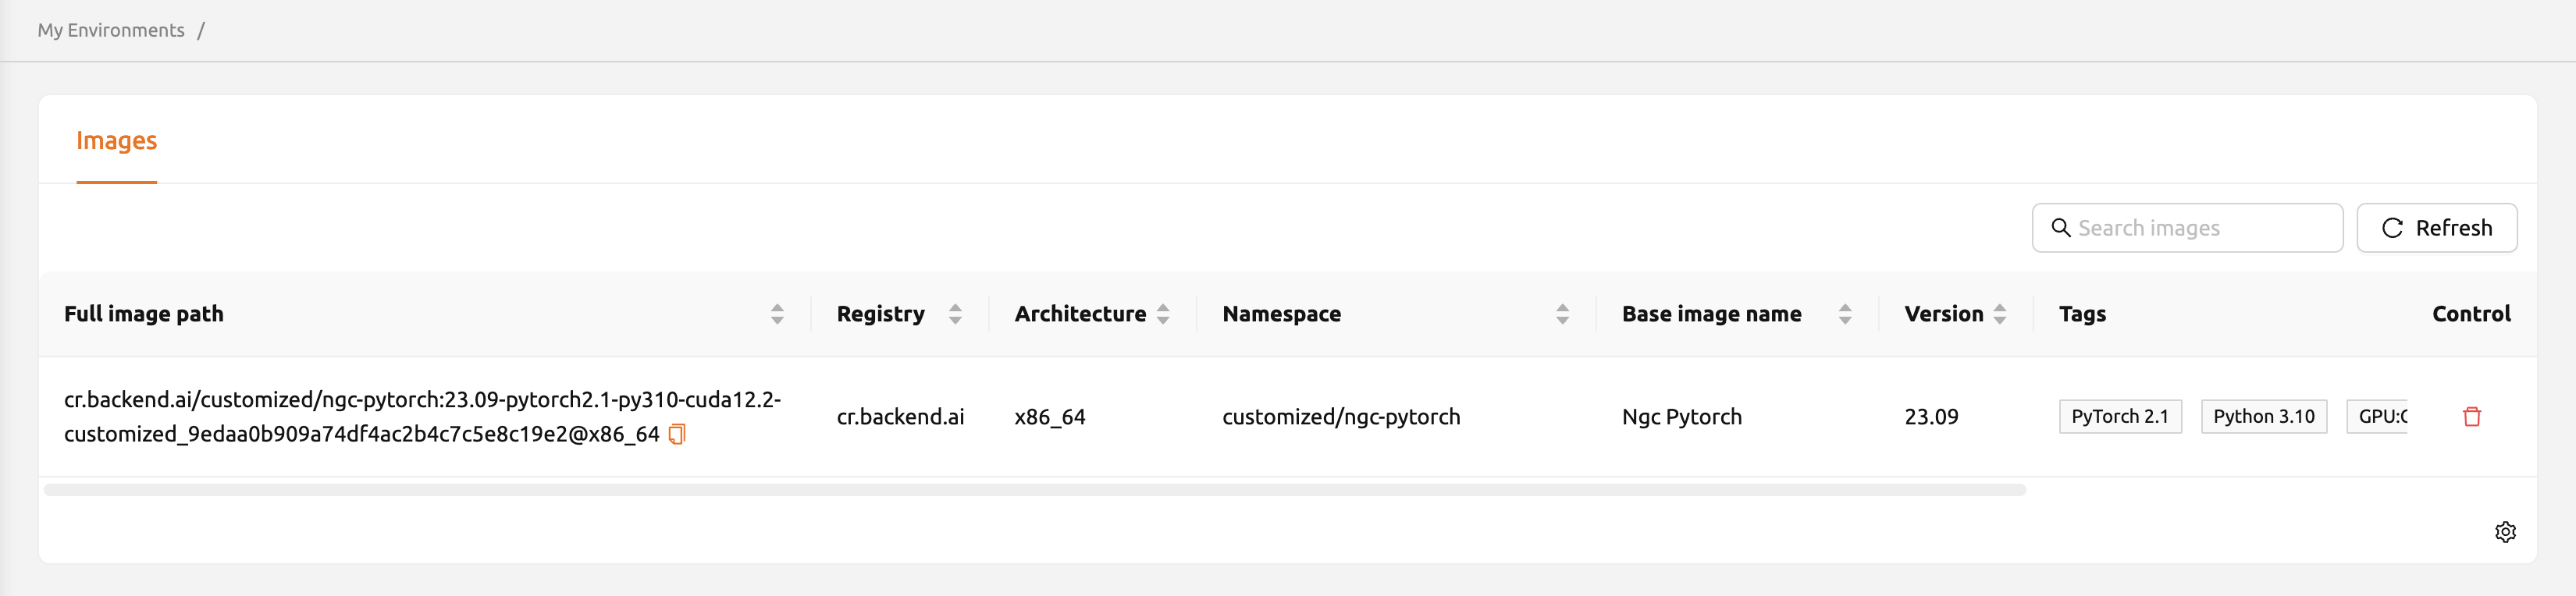 My Environments /
Images
Search images
Refresh
Full image path Registry Architecture Namespace Base image name Version Tags Control
cr.backend.ai/customized/ngc-pytorch:23.09-pytorch2.1-py310-cuda12.2-
customized_9edaa0b909a74df4ac2b4c7c5e8c19e2@x86_64
cr.backend.ai x86_64 customized/ngc-pytorch Ngc Pytorch 23.09 PyTorch 2.1 Python 3.10